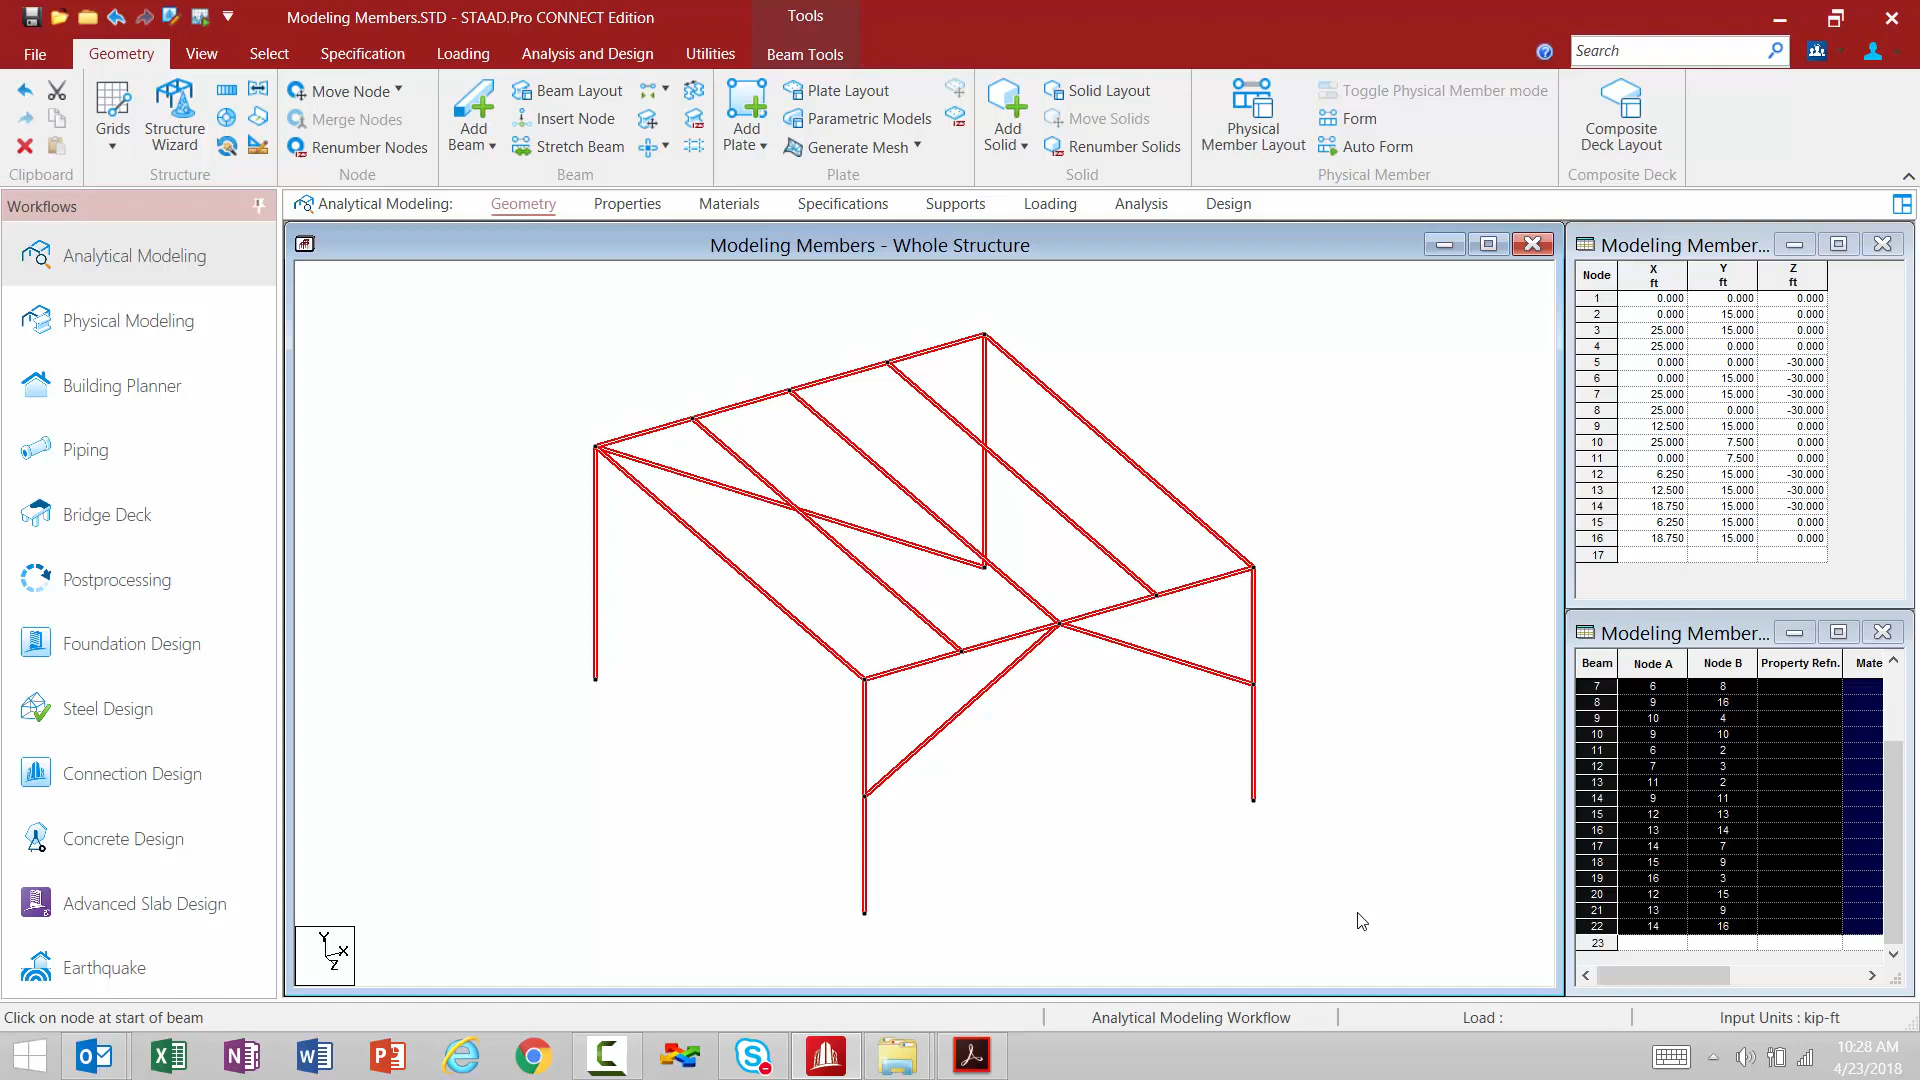 Modeling Members.STD - STAAD.Pro CONNECT Edition
Tools
File
Geometry
View
Select
Specification
Loading
Analysis and Design
Utilities
Beam Tools
Search
Grids
Structure Wizard
Move Node
Merge Nodes
Renumber Nodes
Add Beam
Beam Layout
Insert Node
Stretch Beam
Add Plate
Plate Layout
Parametric Models
Generate Mesh
Add Solid
Solid Layout
Move Solids
Renumber Solids
Physical Member Layout
Toggle Physical Member mode
Form
Auto Form
Composite Deck Layout
Clipboard
Structure
Node
Beam
Plate
Solid
Physical Member
Composite Deck
Workflows
Analytical Modeling
Physical Modeling
Building Planner
Piping
Bridge Deck
Postprocessing
Foundation Design
Steel Design
Connection Design
Concrete Design
Advanced Slab Design
Earthquake
Analytical Modeling: Geometry Properties Materials Specifications Supports Loading Analysis Design
Modeling Members - Whole Structure
Y
X
Z
Modeling Member...
Node X ft Y ft Z ft
1 0.000 0.000 0.000
2 0.000 15.000 0.000
3 25.000 15.000 0.000
4 25.000 0.000 0.000
5 0.000 0.000 -30.000
6 0.000 15.000 -30.000
7 25.000 15.000 -30.000
8 25.000 0.000 -30.000
9 12.500 15.000 0.000
10 25.000 7.500 0.000
11 0.000 7.500 0.000
12 6.250 15.000 -30.000
13 12.500 15.000 -30.000
14 18.750 15.000 -30.000
15 6.250 15.000 0.000
16 18.750 15.000 0.000
17
Modeling Member...
Beam Node A Node B Property Refn. Mate
7 6 8
8 9 16
9 10 4
10 9 10
11 6 2
12 7 3
13 11 2
14 9 11
15 12 13
16 13 14
17 14 7
18 15 9
19 16 3
20 12 15
21 13 9
22 14 16
23
Click on node at start of beam
Analytical Modeling Workflow
Load :
Input Units : kip-ft
10:28 AM
4/23/2018